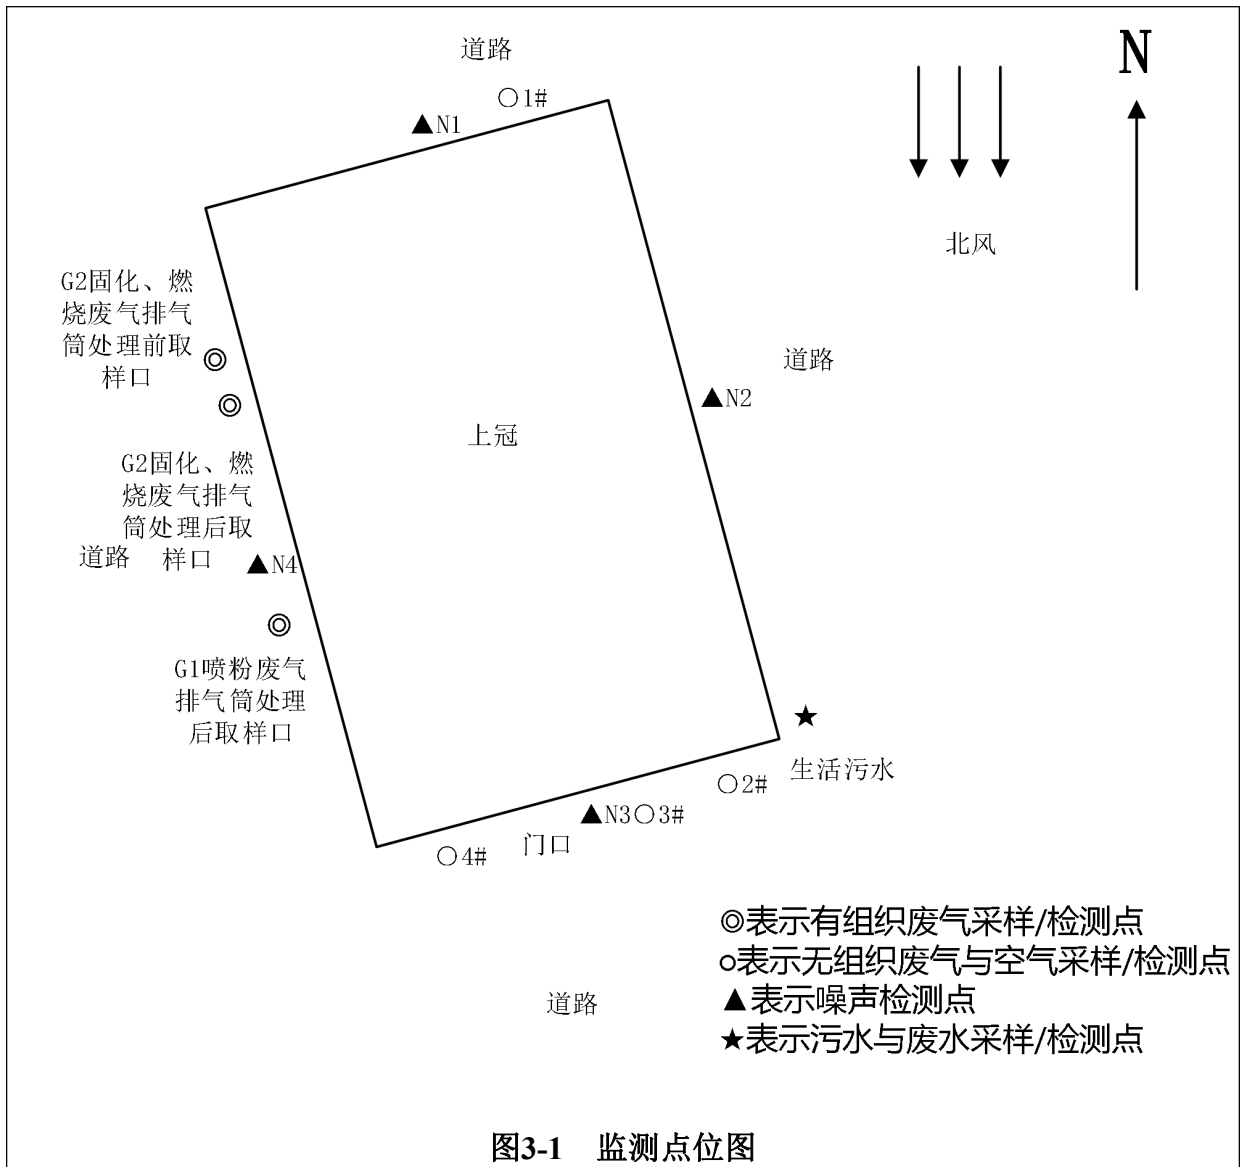 道路
N
○1#
▲N1
北风
G2固化、燃
烧废气排气
筒处理前取
样口
道路
▲N2
上冠
G2固化、燃
烧废气排气
筒处理后取
样口
道路
▲N4
G1喷粉废气
排气筒处理
后取样口
★
生活污水
○2#
▲N3○3#
门口
○4#
◎表示有组织废气采样/检测点
○表示无组织废气与空气采样/检测点
▲表示噪声检测点
★表示污水与废水采样/检测点
道路
图3-1 监测点位图